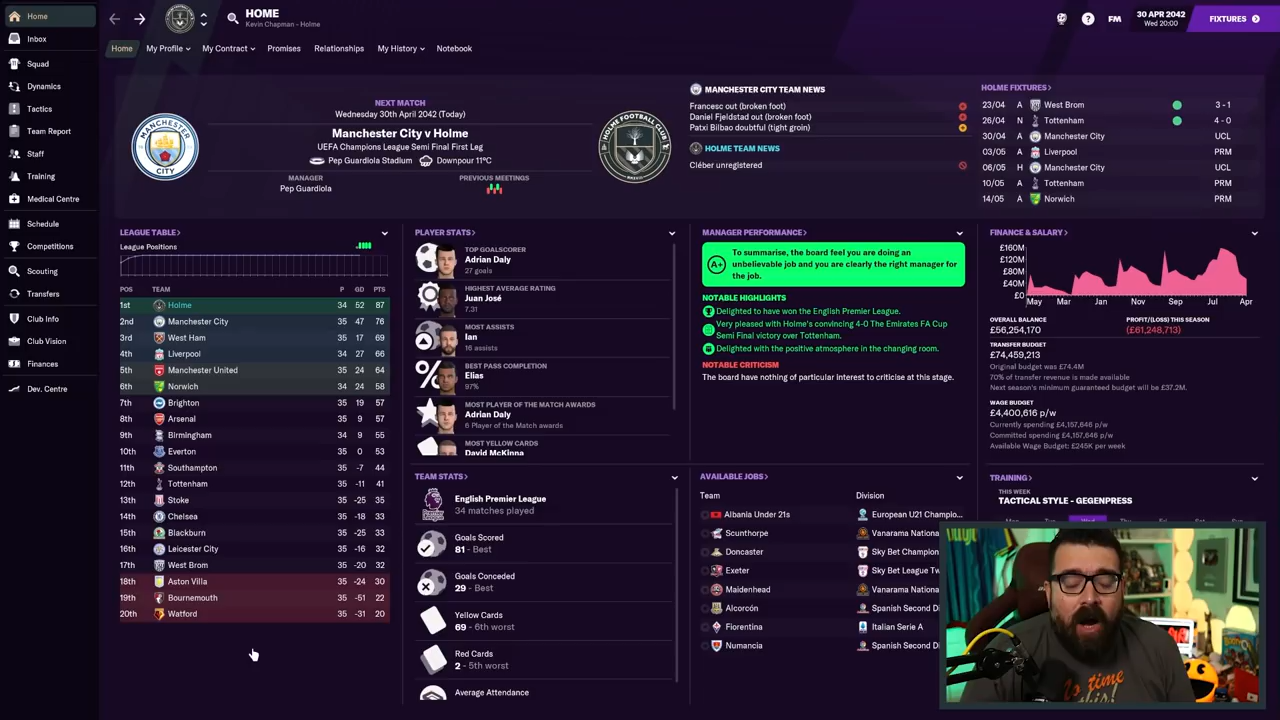 Home
Inbox
Squad
Dynamics
Tactics
Team Report
Staff
Training
Medical Centre
Schedule
Competitions
Scouting
Transfers
Club Info
Club Vision
Finances
Dev. Centre
HOME
Kevin Chapman - Holme
FM
30 APR 2042
Wed 20:00
FIXTURES
Home
My Profile
My Contract
Promises
Relationships
My History
Notebook
NEXT MATCH
Wednesday 30th April 2042 (Today)
Manchester City v Holme
UEFA Champions League Semi Final First Leg
Pep Guardiola Stadium
Downpour 11°C
MANAGER
Pep Guardiola
PREVIOUS MEETINGS
MANCHESTER CITY
HOLME FOOTBALL CLUB
MANCHESTER CITY TEAM NEWS
Francesc out (broken foot)
Daniel Fjeldstad out (broken foot)
Patxi Bilbao doubtful (tight groin)
HOLME TEAM NEWS
Cléber unregistered
HOLME FIXTURES
23/04 A West Brom 3 - 1
26/04 N Tottenham 4 - 0
30/04 A Manchester City UCL
03/05 A Liverpool PRM
06/05 H Manchester City UCL
10/05 A Tottenham PRM
14/05 A Norwich PRM
LEAGUE TABLE
League Positions
POS TEAM P GD PTS
1st Holme 34 52 87
2nd Manchester City 35 47 76
3rd West Ham 35 17 69
4th Liverpool 34 27 66
5th Manchester United 35 24 64
6th Norwich 34 24 58
7th Brighton 35 19 57
8th Arsenal 35 9 57
9th Birmingham 34 9 55
10th Everton 35 0 53
11th Southampton 35 -7 44
12th Tottenham 34 -11 41
13th Stoke 35 -25 35
14th Chelsea 35 -18 33
15th Blackburn 35 -25 33
16th Leicester City 35 -16 32
17th West Brom 35 -20 32
18th Aston Villa 35 -24 30
19th Bournemouth 35 -51 22
20th Watford 35 -31 20
PLAYER STATS
TOP GOALSCORER
Adrian Daly
27 goals
HIGHEST AVERAGE RATING
Juan José
7.31
MOST ASSISTS
Ian
16 assists
BEST PASS COMPLETION
Elias
97%
MOST PLAYER OF THE MATCH AWARDS
Adrian Daly
6 Player of the Match awards
MOST YELLOW CARDS
David McKinna
TEAM STATS
English Premier League
34 matches played
Goals Scored
81 - Best
Goals Conceded
29 - Best
Yellow Cards
69 - 6th worst
Red Cards
2 - 5th worst
Average Attendance
MANAGER PERFORMANCE
A+
To summarise, the board feel you are doing an
unbelievable job and you are clearly the right manager for
the job.
NOTABLE HIGHLIGHTS
Delighted to have won the English Premier League.
Very pleased with Holme's convincing 4-0 The Emirates FA Cup
Semi Final victory over Tottenham.
Delighted with the positive atmosphere in the changing room.
NOTABLE CRITICISM
The board have nothing of particular interest to criticise at this stage.
AVAILABLE JOBS
Team Division
Albania Under 21s European U21 Champio...
Scunthorpe Vanarama Nationa...
Doncaster Sky Bet Champion...
Exeter Sky Bet League Tw...
Maidenhead Vanarama Nationa...
Alcorcón Spanish Second Di...
Fiorentina Italian Serie A
Numancia Spanish Second Di...
FINANCE & SALARY
£160M
£120M
£80M
£40M
£0
May Jan Nov Sep Jul Apr
OVERALL BALANCE
£56,254,170
PROFIT/(LOSS) THIS SEASON
(£61,248,713)
TRANSFER BUDGET
£74,459,213
Original budget was £74.4M
70% of transfer revenue is made available
Next season's minimum guaranteed budget will be £37.2M.
WAGE BUDGET
£4,400,616 p/w
Currently spending £4,157,646 p/w
Committed spending £4,157,646 p/w
Available Wage Budget: £245K per week
TRAINING
THIS WEEK
TACTICAL STYLE - GEGENPRESS
Mon Tue Wed Thu Fri Sat Sun
no time
this!